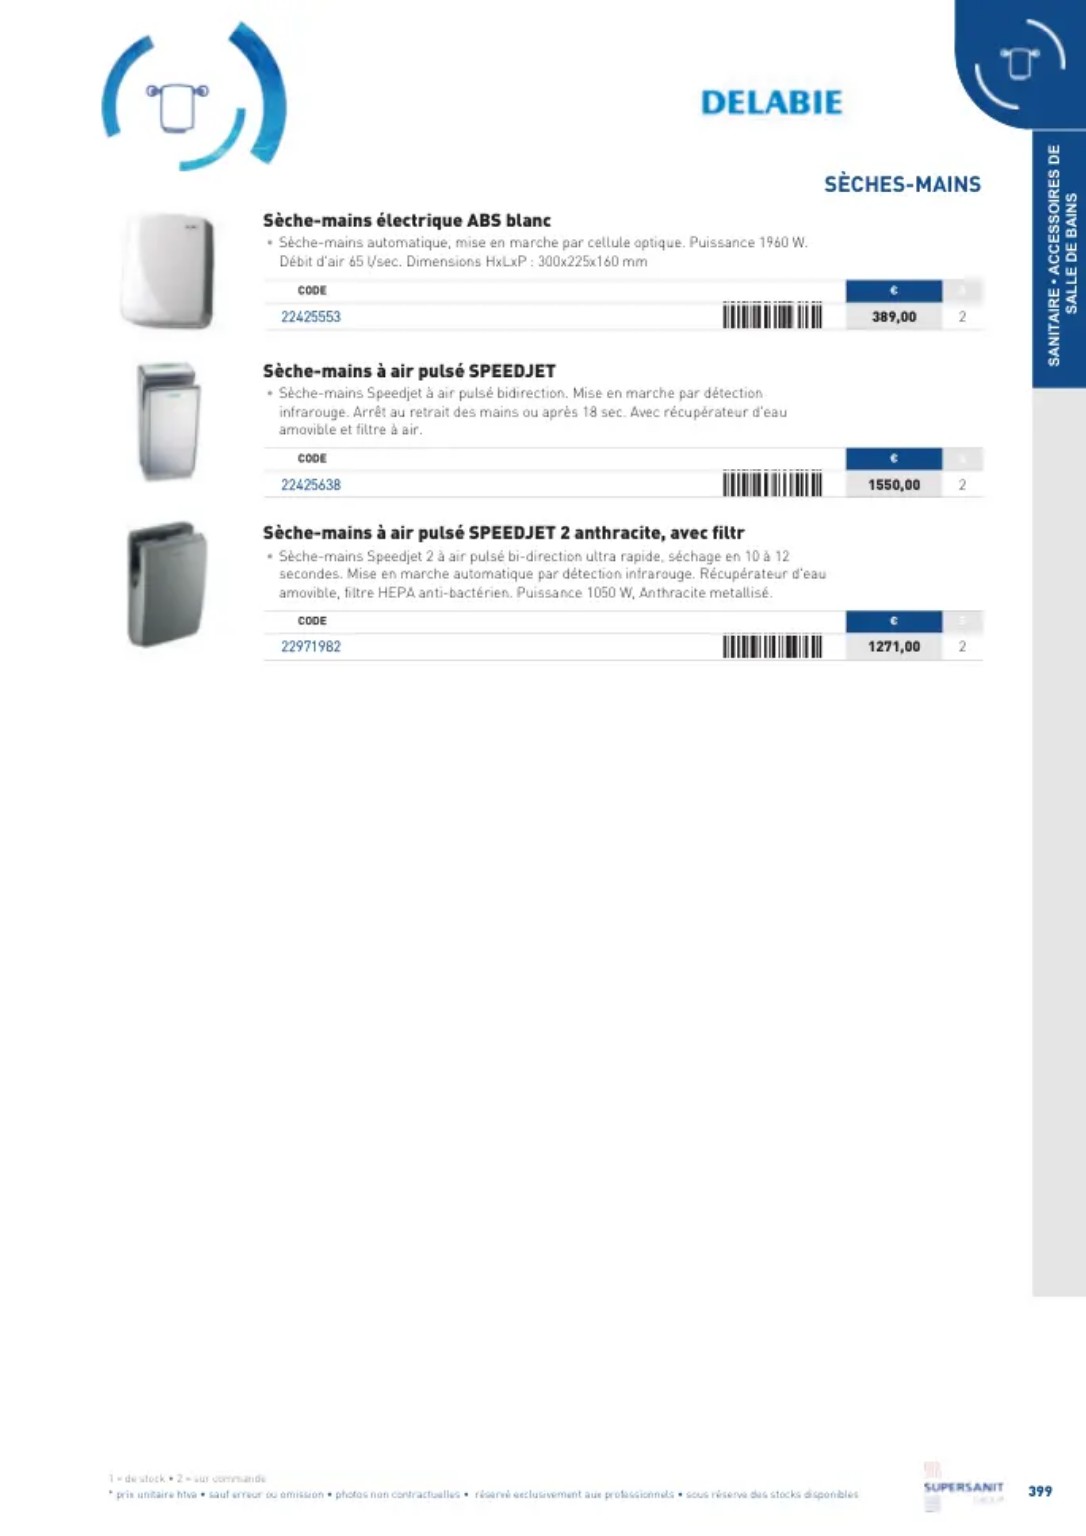 DELABIE
SÈCHES-MAINS
SANITAIRE • ACCESSOIRES DE
SALLE DE BAINS
Sèche-mains électrique ABS blanc
• Sèche-mains automatique, mise en marche par cellule optique. Puissance 1960 W.
Débit d'air 65 l/sec. Dimensions HxLxP : 300x225x160 mm
CODE €
22425553 389,00 2
Sèche-mains à air pulsé SPEEDJET
• Sèche-mains Speedjet à air pulsé bidirection. Mise en marche par détection
infrarouge. Arrêt au retrait des mains ou après 18 sec. Avec récupérateur d'eau
amovible et filtre à air.
CODE €
22425638 1550,00 2
Sèche-mains à air pulsé SPEEDJET 2 anthracite, avec filtr
• Sèche-mains Speedjet 2 à air pulsé bi-direction ultra rapide, séchage en 10 à 12
secondes. Mise en marche automatique par détection infrarouge. Récupérateur d'eau
amovible, filtre HEPA anti-bactérien. Puissance 1050 W, Anthracite metallisé.
CODE €
22971982 1271,00 2
1 = de stock • 2 = sur commande
* prix unitaire htva • sauf erreur ou omission • photos non contractuelles • réservé exclusivement aux professionnels • sous réserve des stocks disponibles
SUPERSANIT
GROUP
399